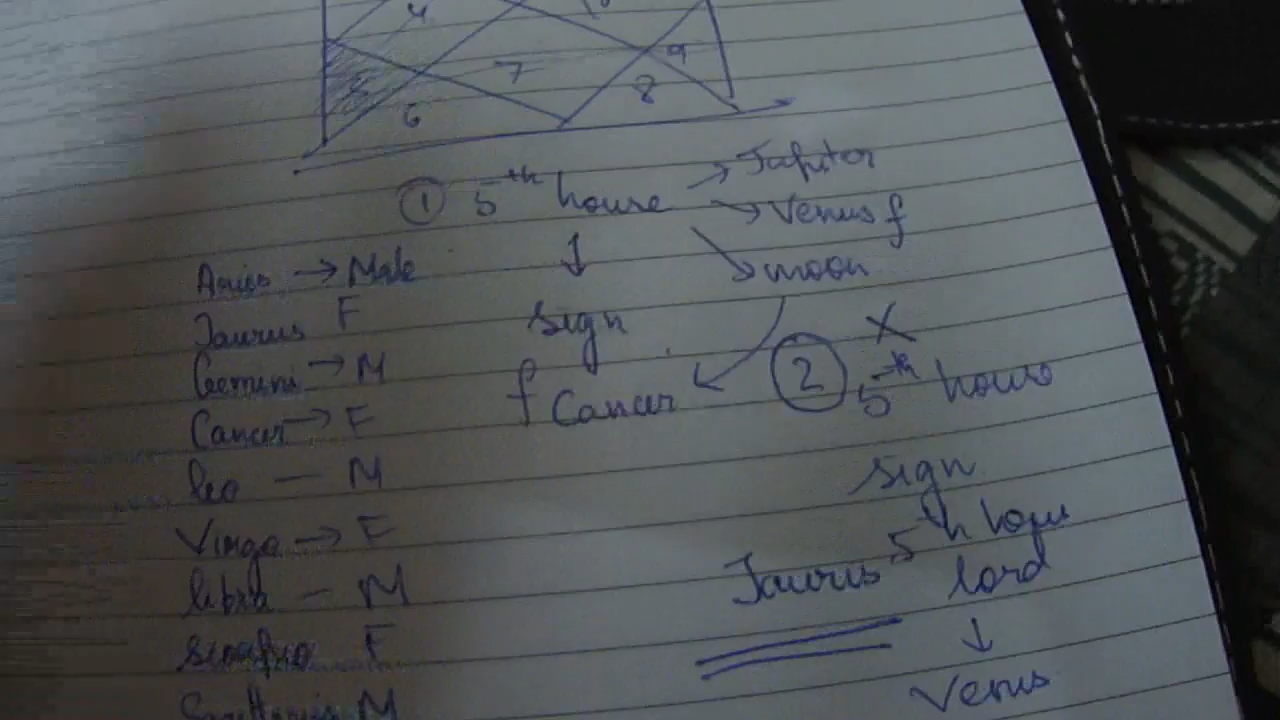 4
9
7
8
5
6
① 5th house → Jupiter
→ Venus f
→ moon
Aries → Male
Taurus F
Gemini → M
Cancer → F
leo — M
Virgo → F
libra — M
scorpio F
Sagittarius M
↓
sign
f Cancer
X
② 5th house
sign
5th house
Taurus lord
↓
Venus